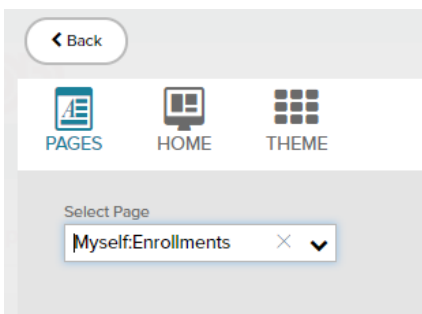 Back
PAGES HOME THEME
Select Page
Myself:Enrollments